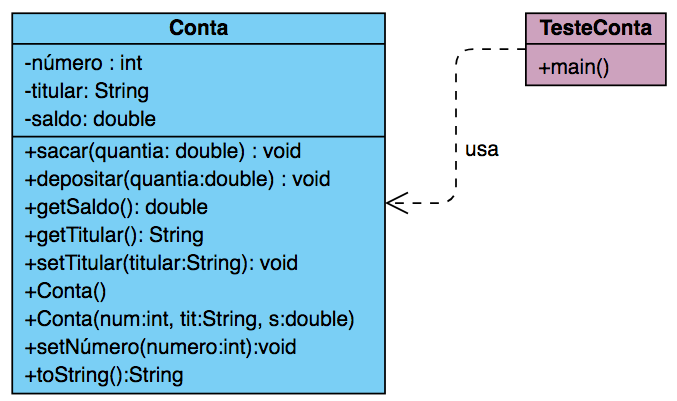 Conta
-número : int
-titular: String
-saldo: double
+sacar(quantia: double) : void
+depositar(quantia:double) : void
+getSaldo(): double
+getTitular(): String
+setTitular(titular:String): void
+Conta()
+Conta(num:int, tit:String, s:double)
+setNúmero(numero:int):void
+toString():String
usa
TesteConta
+main()